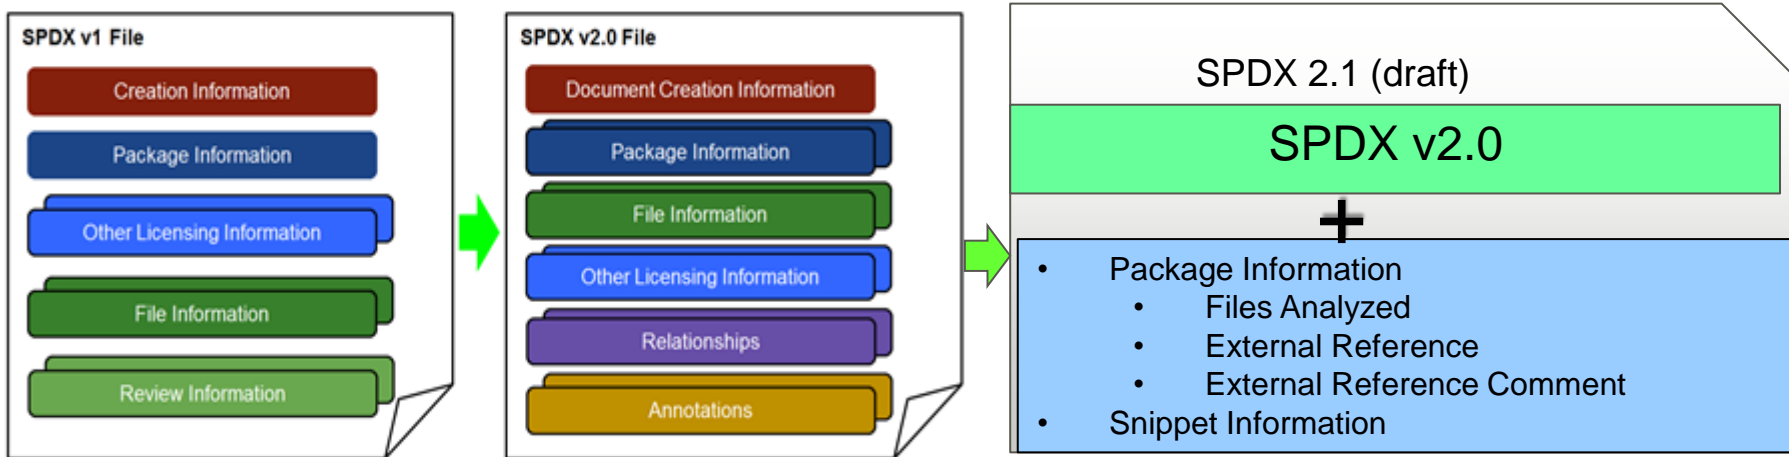 SPDX v1 File
Creation Information
Package Information
Other Licensing Information
File Information
Review Information
SPDX v2.0 File
Document Creation Information
Package Information
File Information
Other Licensing Information
Relationships
Annotations
SPDX 2.1 (draft)
SPDX v2.0
+
• Package Information
• Files Analyzed
• External Reference
• External Reference Comment
• Snippet Information